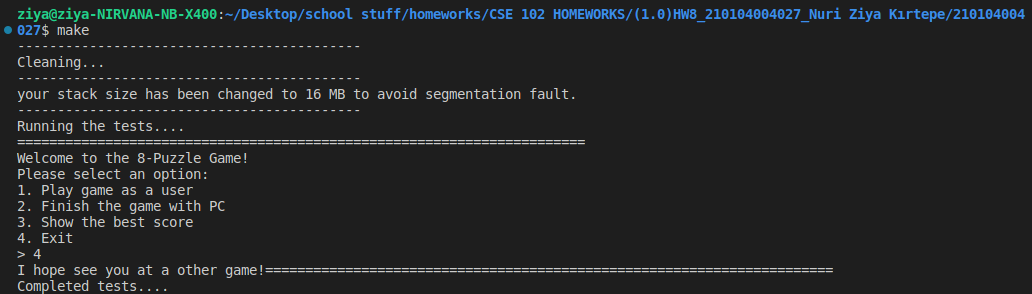 ziya@ziya-NIRVANA-NB-X400:~/Desktop/school stuff/homeworks/CSE 102 HOMEWORKS/(1.0)HW8_210104004027_Nuri Ziya Kırtepe/210104004
027$ make
-------------------------------------------
Cleaning...
-------------------------------------------
your stack size has been changed to 16 MB to avoid segmentation fault.
-------------------------------------------
Running the tests....
=======================================================================
Welcome to the 8-Puzzle Game!
Please select an option:
1. Play game as a user
2. Finish the game with PC
3. Show the best score
4. Exit
> 4
I hope see you at a other game!=======================================================================
Completed tests....